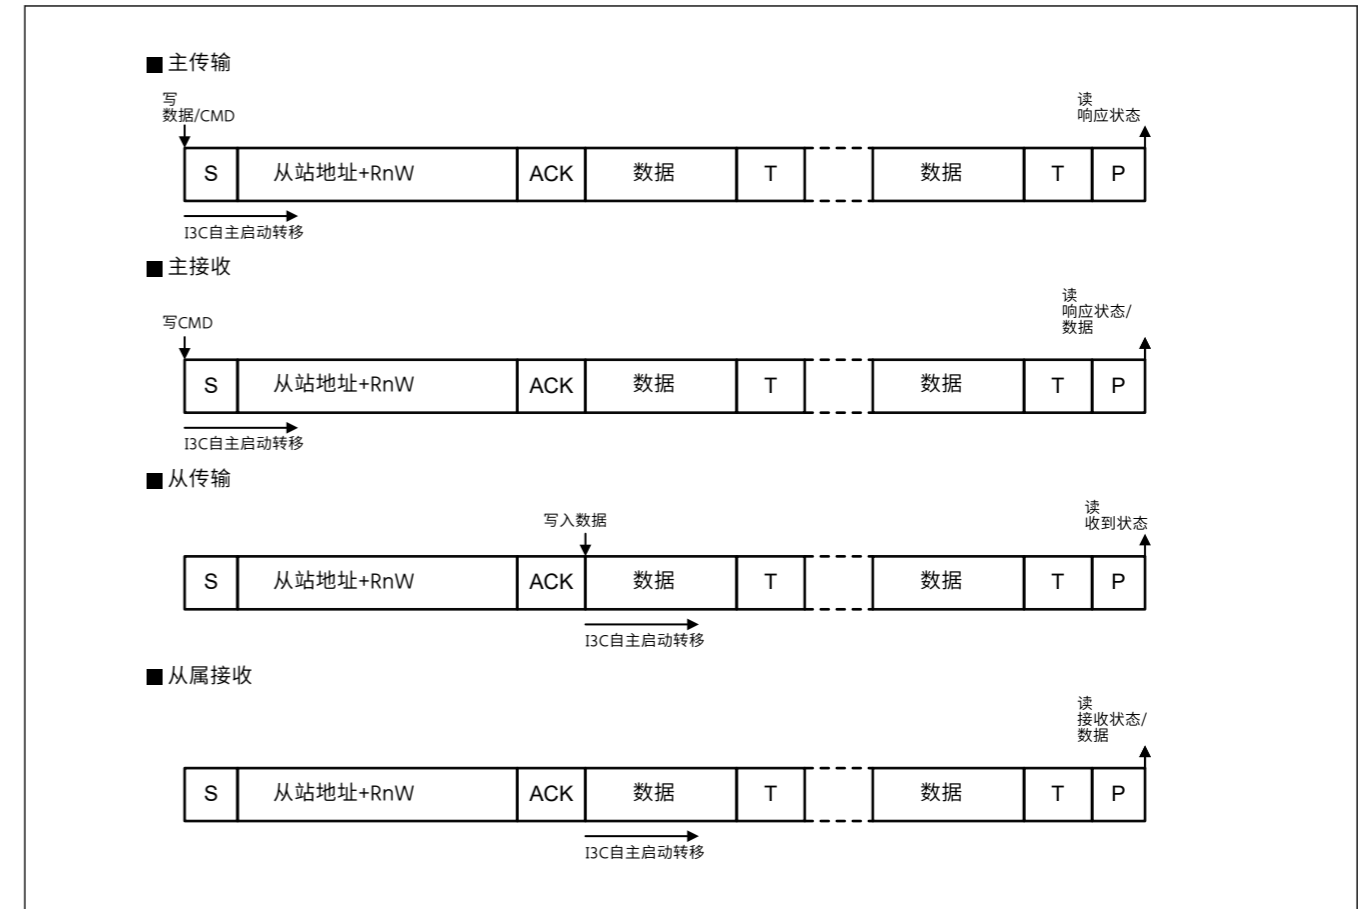 ■ 主传输
写
数据/CMD
读
响应状态
S 从站地址+RnW ACK 数据 T 数据 T P
I3C自主启动转移
■ 主接收
写CMD
读
响应状态/
数据
S 从站地址+RnW ACK 数据 T 数据 T P
I3C自主启动转移
■ 从传输
写入数据
读
收到状态
S 从站地址+RnW ACK 数据 T 数据 T P
I3C自主启动转移
■ 从属接收
读
接收状态/
数据
S 从站地址+RnW ACK 数据 T 数据 T P
I3C自主启动转移